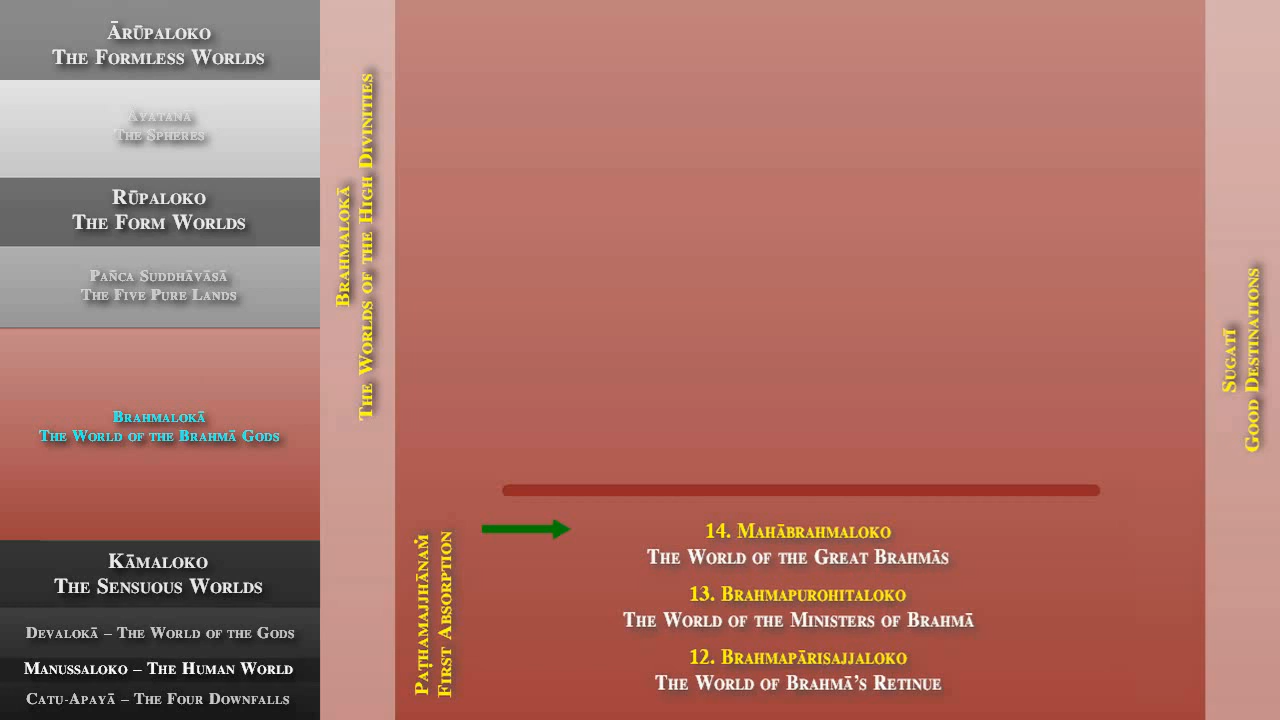 Ārūpaloko
The Formless Worlds
Āyatana
The Spheres
Rūpaloko
The Form Worlds
Pañca Suddhāvāsā
The Five Pure Lands
Brahmalokā
The World of the Brahmā Gods
Kāmaloko
The Sensuous Worlds
Devalokā – The World of the Gods
Manussaloko – The Human World
Catu-Apayā – The Four Downfalls
Brahmalokā
The Worlds of the High Divinities
Paṭhamajjhānaṁ
First Absorption
14. Mahābrahmaloko
The World of the Great Brahmās
13. Brahmapurohitaloko
The World of the Ministers of Brahmā
12. Brahmapārisajjaloko
The World of Brahmā’s Retinue
Sugatī
Good Destinations